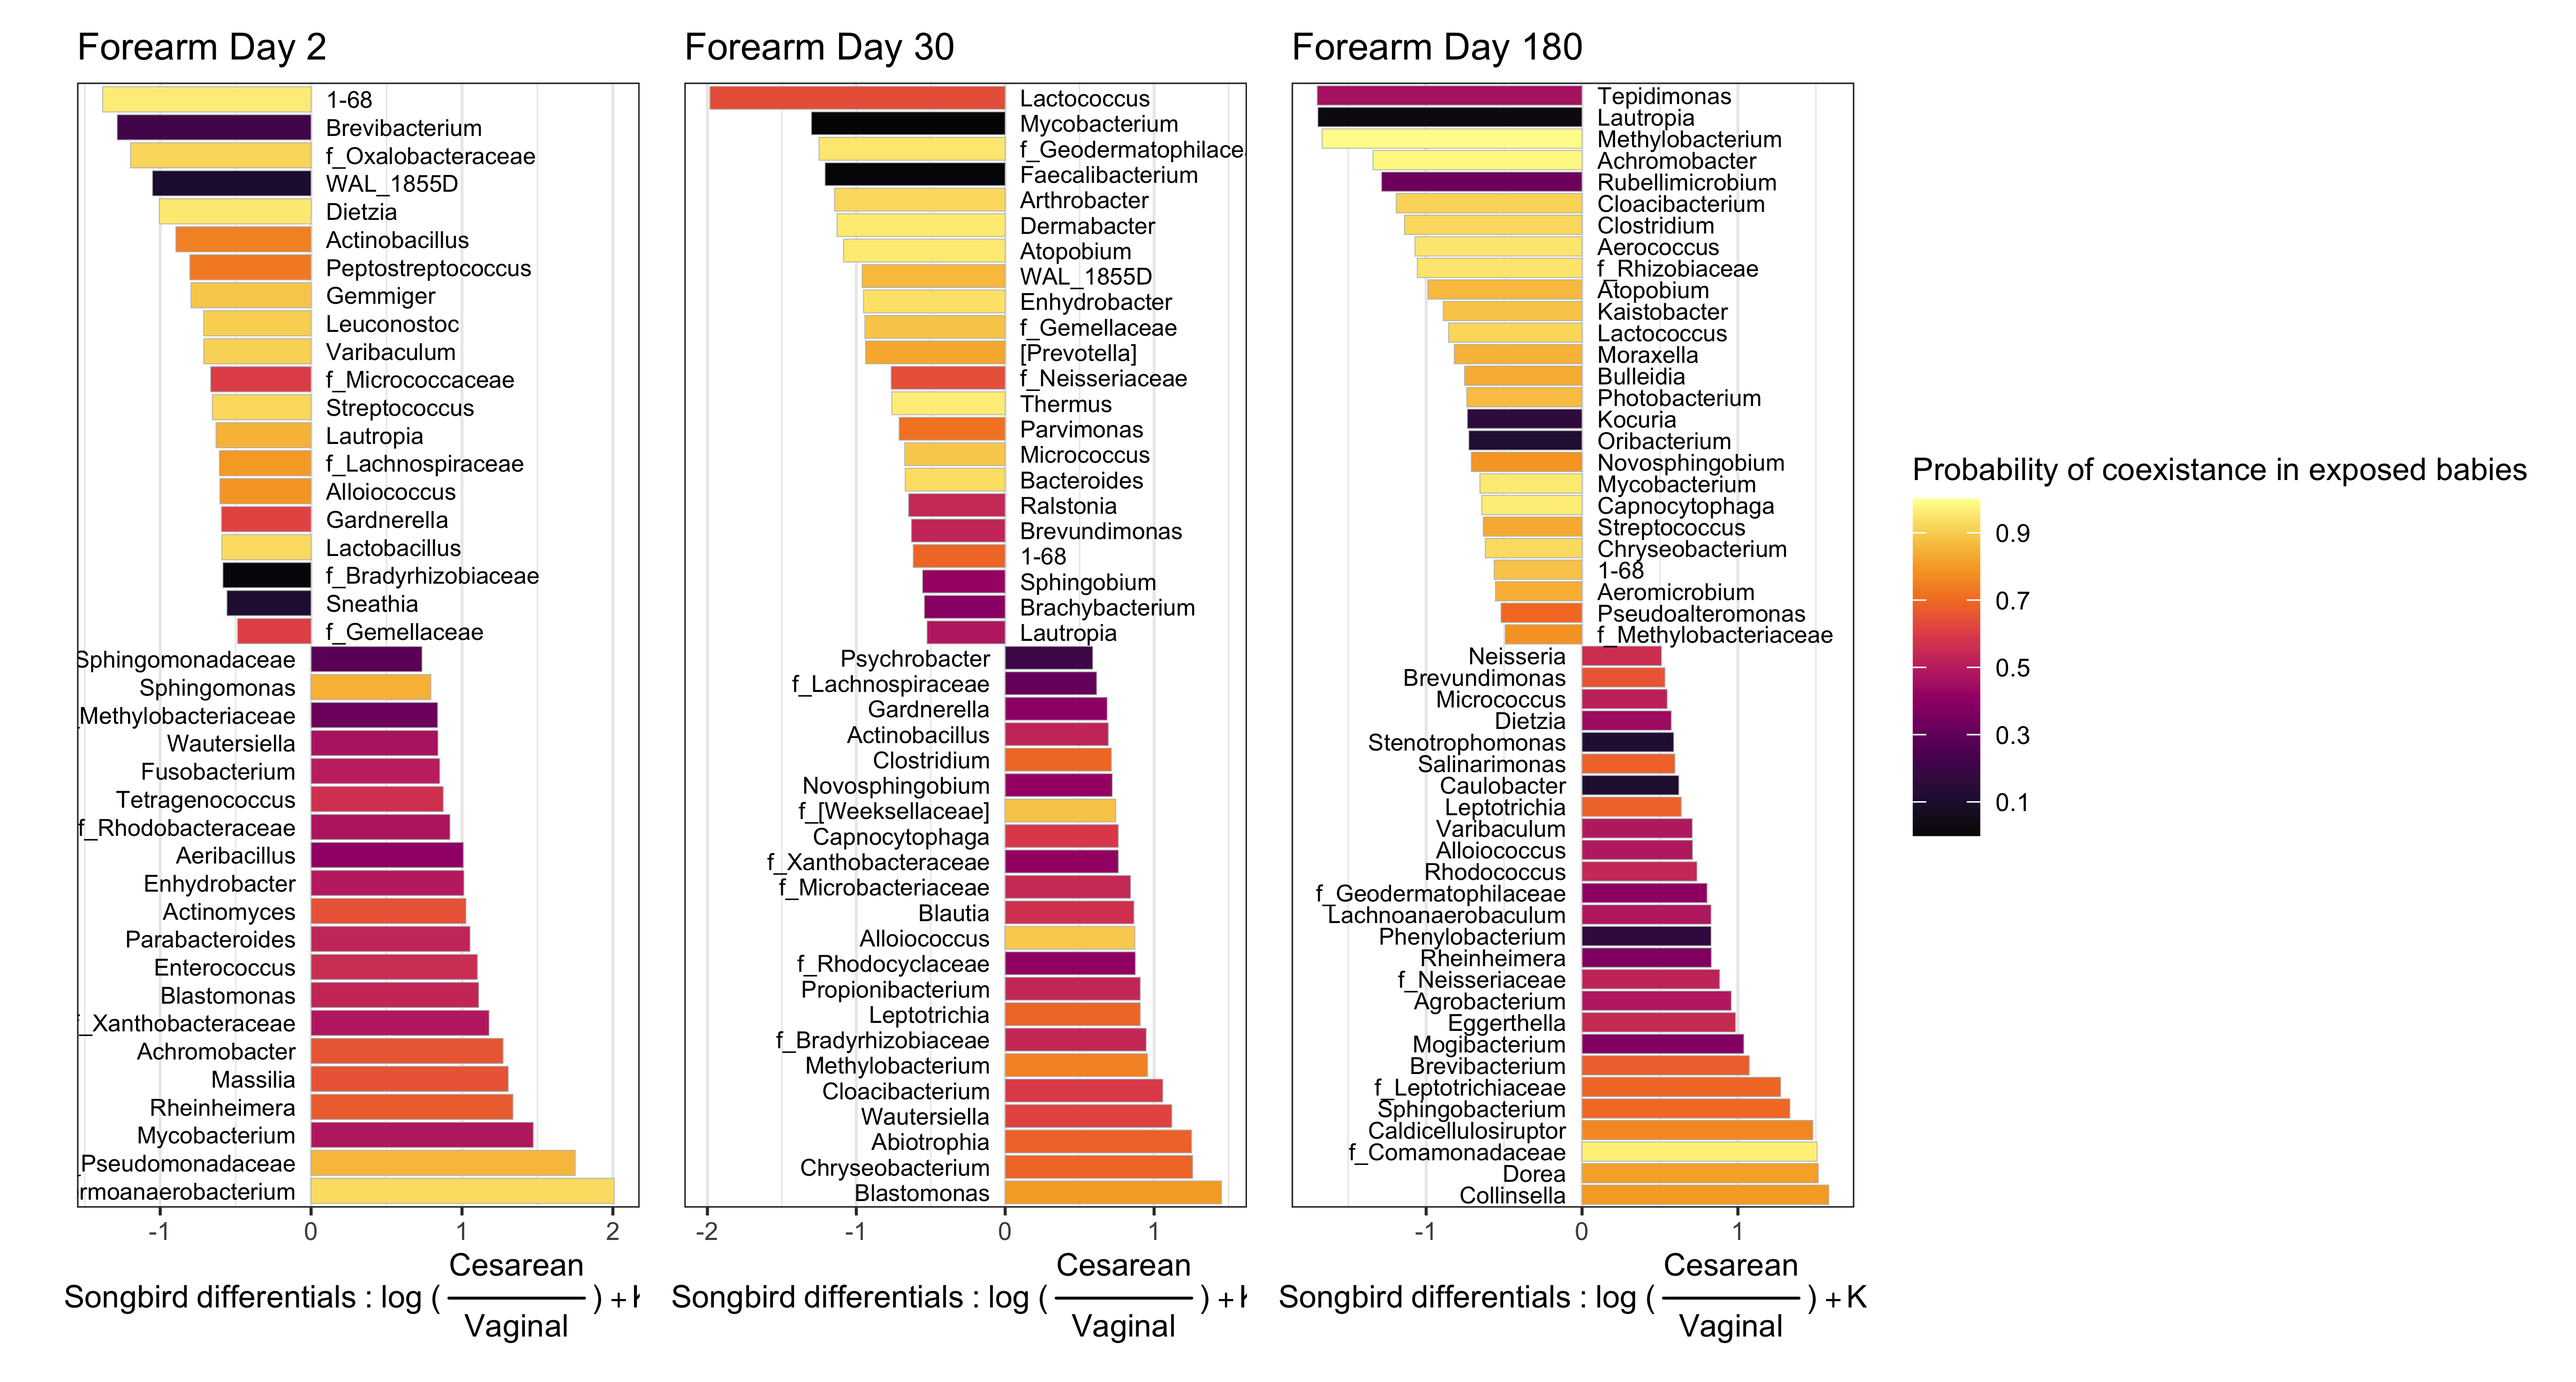 Forearm Day 2
1-68
Brevibacterium
f_Oxalobacteraceae
WAL_1855D
Dietzia
Actinobacillus
Peptostreptococcus
Gemmiger
Leuconostoc
Varibaculum
f_Micrococcaceae
Streptococcus
Lautropia
f_Lachnospiraceae
Alloiococcus
Gardnerella
Lactobacillus
f_Bradyrhizobiaceae
Sneathia
f_Gemellaceae
Sphingomonadaceae
Sphingomonas
Methylobacteriaceae
Wautersiella
Fusobacterium
Tetragenococcus
f_Rhodobacteraceae
Aeribacillus
Enhydrobacter
Actinomyces
Parabacteroides
Enterococcus
Blastomonas
f_Xanthobacteraceae
Achromobacter
Massilia
Rheinheimera
Mycobacterium
Pseudomonadaceae
rmoanaerobacterium
-1 0 1 2
Songbird differentials : log ( Cesarean
Vaginal ) + K
Forearm Day 30
Lactococcus
Mycobacterium
f_Geodermatophilace
Faecalibacterium
Arthrobacter
Dermabacter
Atopobium
WAL_1855D
Enhydrobacter
f_Gemellaceae
[Prevotella]
f_Neisseriaceae
Thermus
Parvimonas
Micrococcus
Bacteroides
Ralstonia
Brevundimonas
1-68
Sphingobium
Brachybacterium
Lautropia
Psychrobacter
f_Lachnospiraceae
Gardnerella
Actinobacillus
Clostridium
Novosphingobium
f_[Weeksellaceae]
Capnocytophaga
f_Xanthobacteraceae
f_Microbacteriaceae
Blautia
Alloiococcus
f_Rhodocyclaceae
Propionibacterium
Leptotrichia
f_Bradyrhizobiaceae
Methylobacterium
Cloacibacterium
Wautersiella
Abiotrophia
Chryseobacterium
Blastomonas
-2 -1 0 1
Songbird differentials : log ( Cesarean
Vaginal ) + K
Forearm Day 180
Tepidimonas
Lautropia
Methylobacterium
Achromobacter
Rubellimicrobium
Cloacibacterium
Clostridium
Aerococcus
f_Rhizobiaceae
Atopobium
Kaistobacter
Lactococcus
Moraxella
Bulleidia
Photobacterium
Kocuria
Oribacterium
Novosphingobium
Mycobacterium
Capnocytophaga
Streptococcus
Chryseobacterium
1-68
Aeromicrobium
Pseudoalteromonas
f_Methylobacteriaceae
Neisseria
Brevundimonas
Micrococcus
Dietzia
Stenotrophomonas
Salinarimonas
Caulobacter
Leptotrichia
Varibaculum
Alloiococcus
Rhodococcus
f_Geodermatophilaceae
Lachnoanaerobaculum
Phenylobacterium
Rheinheimera
f_Neisseriaceae
Agrobacterium
Eggerthella
Mogibacterium
Brevibacterium
f_Leptotrichiaceae
Sphingobacterium
Caldicellulosiruptor
f_Comamonadaceae
Dorea
Collinsella
-1 0 1
Songbird differentials : log ( Cesarean
Vaginal ) + K
Probability of coexistance in exposed babies
0.9
0.7
0.5
0.3
0.1